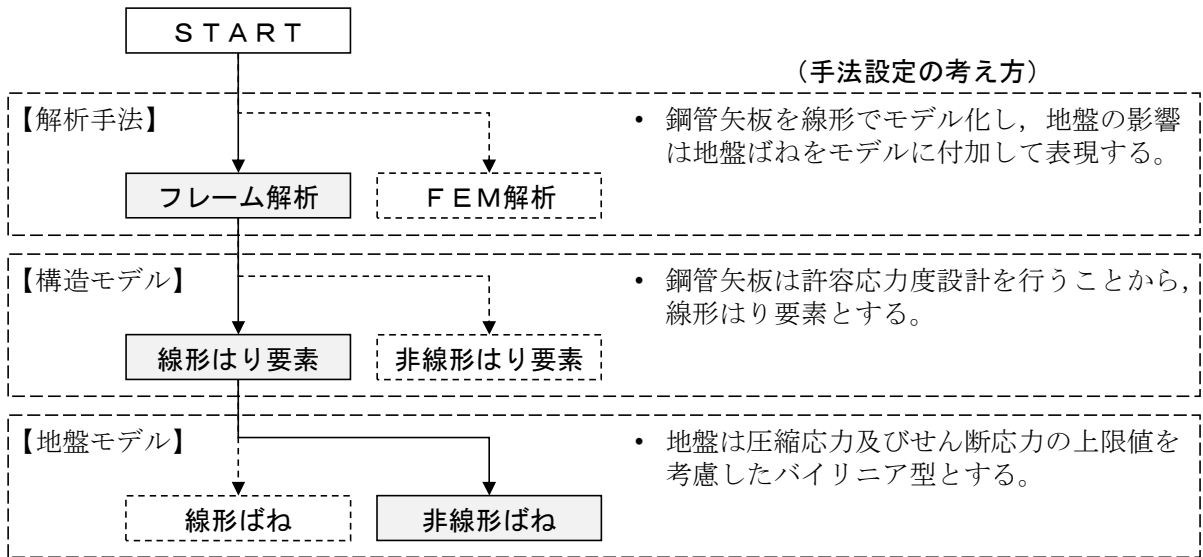 ＳＴＡＲＴ
（手法設定の考え方）
【解析手法】
• 鋼管矢板を線形でモデル化し，地盤の影響
は地盤ばねをモデルに付加して表現する。
フレーム解析
ＦＥＭ解析
【構造モデル】
• 鋼管矢板は許容応力度設計を行うことから，
線形はり要素とする。
線形はり要素
非線形はり要素
【地盤モデル】
• 地盤は圧縮応力及びせん断応力の上限値を
考慮したバイリニア型とする。
線形ばね
非線形ばね